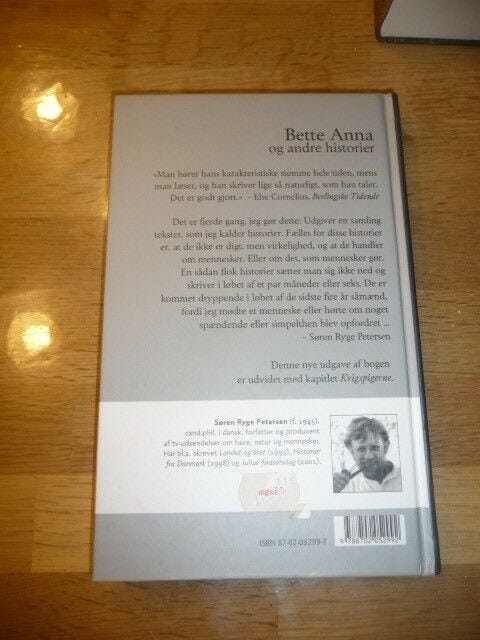 Bette Anna
og andre historier
»Man hører hans karakteristiske stemme hele tiden, mens
man læser, og han skriver lige så naturligt, som han taler.
Det er godt gjort.« - Else Cornelius, Berlingske Tidende
Det er fjerde gang, jeg gør dette: Udgiver en samling
tekster, som jeg kalder historier. Fælles for disse historier
er, at de ikke er digt, men virkelighed, og at de handler
om mennesker. Eller om det, som mennesker gør.
En sådan flok historier sætter man sig ikke ned og
skriver i løbet af et par måneder eller seks. De er
kommet dryppende i løbet af de sidste fire år såmænd,
fordi jeg mødte et menneske eller hørte om noget
spændende eller simpelthen blev opfordret ...
- Søren Ryge Petersen
Denne nye udgave af bogen
er udvidet med kapitlet Krigspigerne.
Søren Ryge Petersen (f. 1945),
cand.phil. i dansk, forfatter og producent
af tv-udsendelser om have, natur og mennesker.
Har bl.a. skrevet Landet og året (1995), Historier
fra Danmark (1998) og Julius' fødselsdag (2001).
ISBN 87-02-05299-2
9 788702 052992